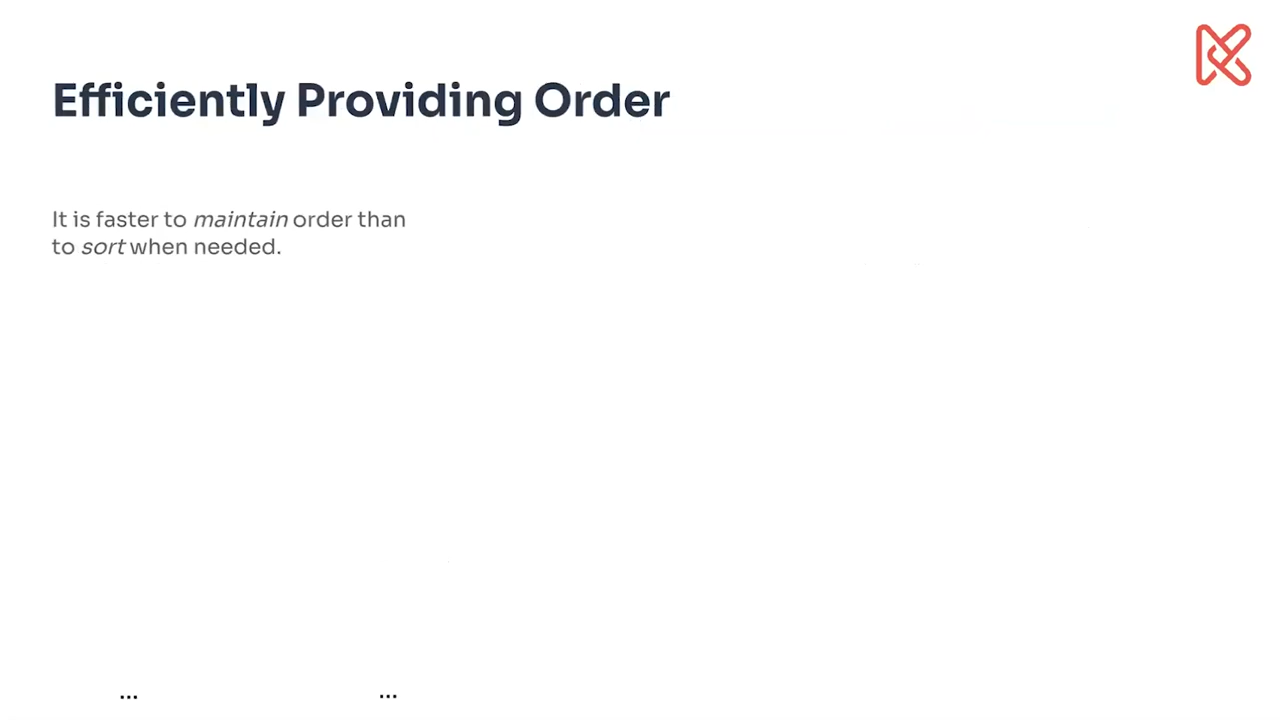 Efficiently Providing Order
It is faster to maintain order than
to sort when needed.
... ...